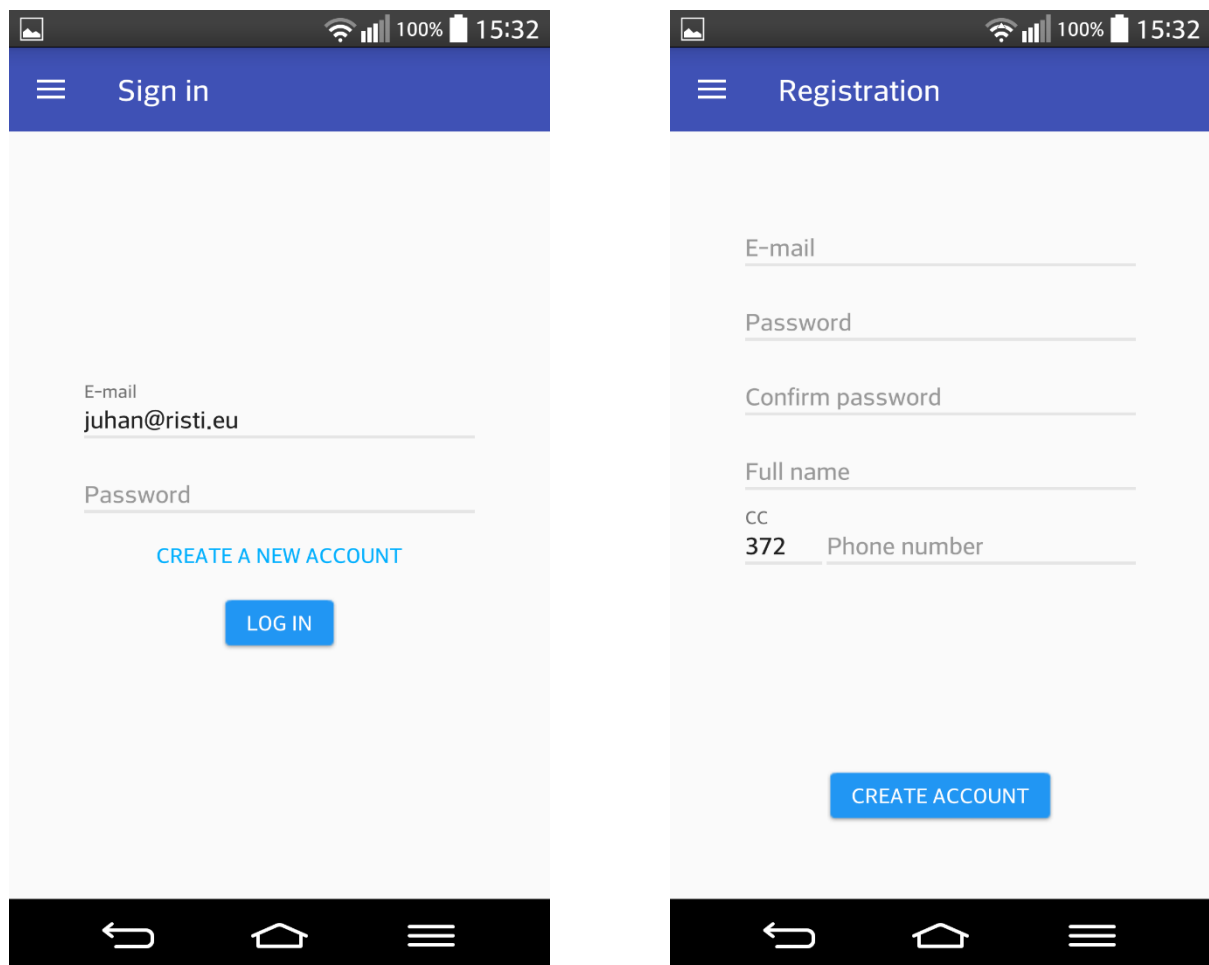 100% 15:32
Sign in
E-mail
juhan@risti.eu
Password
CREATE A NEW ACCOUNT
LOG IN
100% 15:32
Registration
E-mail
Password
Confirm password
Full name
CC
372 Phone number
CREATE ACCOUNT